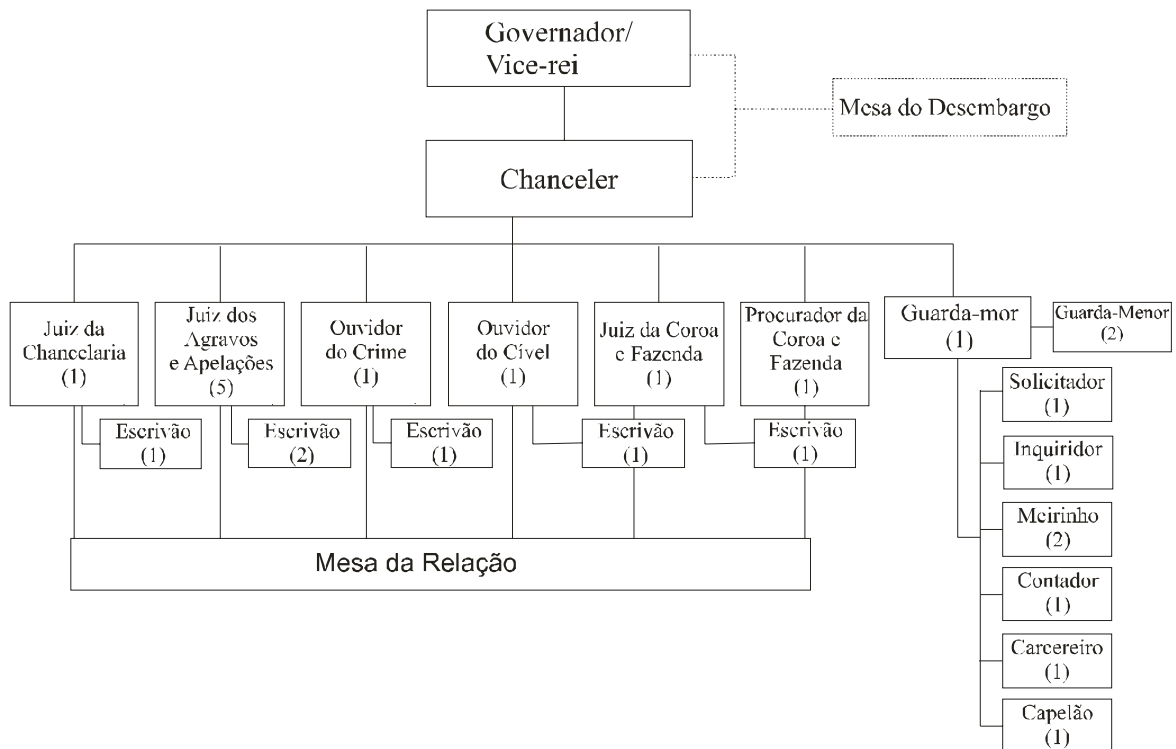 Governador/
Vice-rei
Mesa do Desembargo
Chanceler
Juiz da
Chancelaria
(1)
Juiz dos
Agravos
e Apelações
(5)
Ouvidor
do Crime
(1)
Ouvidor
do Cível
(1)
Juiz da Coroa
e Fazenda
(1)
Procurador da
Coroa e
Fazenda
(1)
Guarda-mor
(1)
Guarda-Menor
(2)
Escrivão
(1)
Escrivão
(2)
Escrivão
(1)
Escrivão
(1)
Escrivão
(1)
Solicitador
(1)
Inquiridor
(1)
Meirinho
(2)
Contador
(1)
Carcereiro
(1)
Capelão
(1)
Mesa da Relação